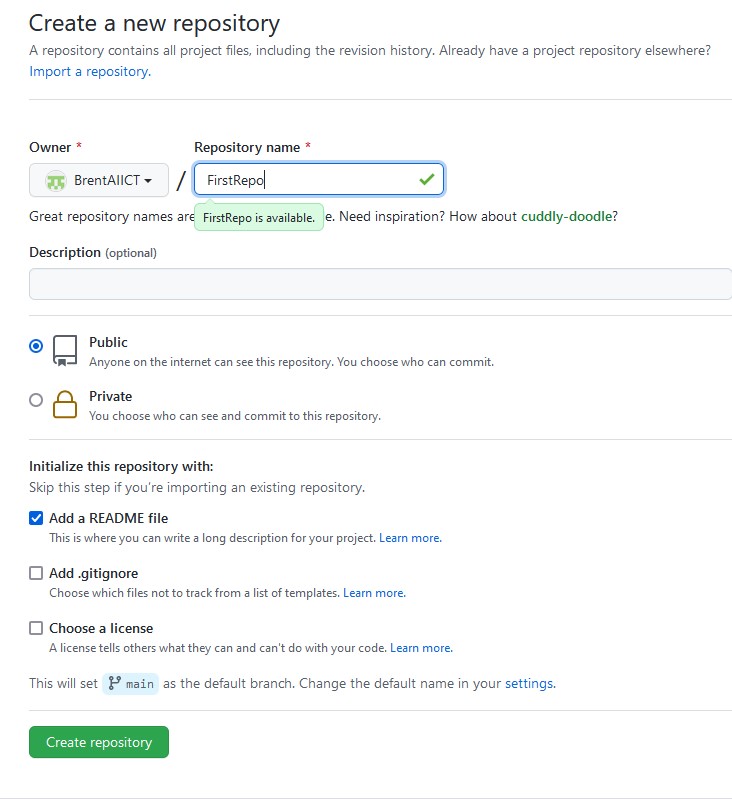 Create a new repository
A repository contains all project files, including the revision history. Already have a project repository elsewhere?
Import a repository.
Owner * Repository name *
BrentAIICT / FirstRepo
Great repository names are e. Need inspiration? How about cuddly-doodle?
FirstRepo is available.
Description (optional)
Public
Anyone on the internet can see this repository. You choose who can commit.
Private
You choose who can see and commit to this repository.
Initialize this repository with:
Skip this step if you're importing an existing repository.
Add a README file
This is where you can write a long description for your project. Learn more.
Add .gitignore
Choose which files not to track from a list of templates. Learn more.
Choose a license
A license tells others what they can and can't do with your code. Learn more.
This will set main as the default branch. Change the default name in your settings.
Create repository